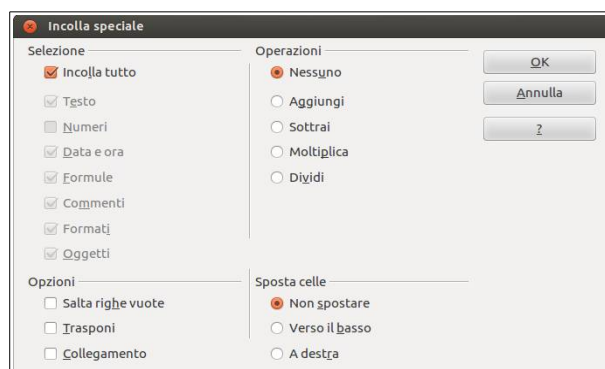 Incolla speciale
Selezione
Incolla tutto
Testo
Numeri
Data e ora
Formule
Commenti
Formati
Oggetti
Operazioni
Nessuno
Aggiungi
Sottrai
Moltiplica
Dividi
OK
Annulla
?
Opzioni
Salta righe vuote
Trasponi
Collegamento
Sposta celle
Non spostare
Verso il basso
A destra